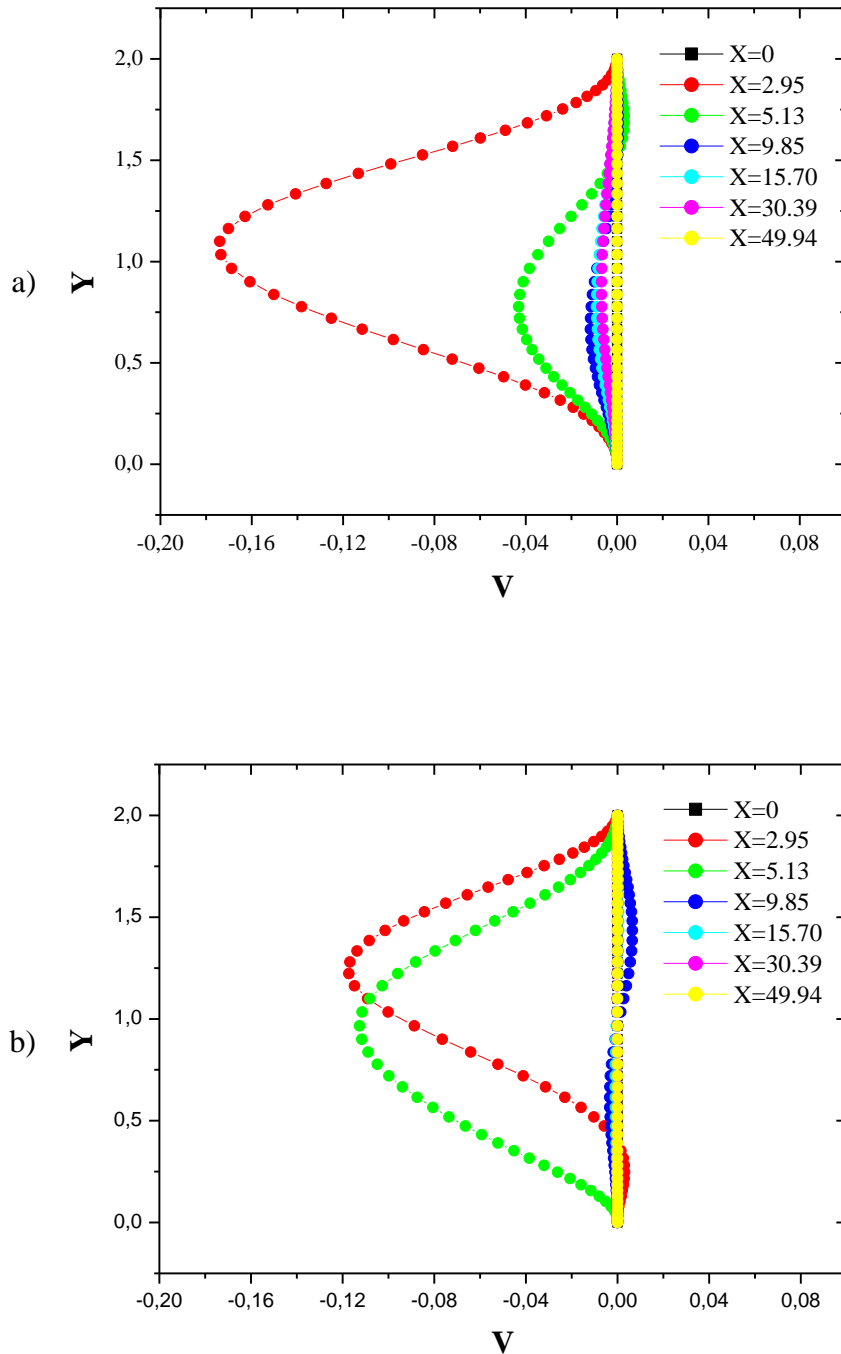 X=0
2,0
X=2.95
X=5.13
1,5
X=9.85
X=15.70
X=30.39
X=49.94
a)
Y
1,0
0,5
0,0
-0,20
-0,16
-0,12
-0,08
-0,04
0,00
0,04
0,08
V
X=0
2,0
X=2.95
X=5.13
1,5
X=9.85
X=15.70
X=30.39
X=49.94
b)
Y
1,0
0,5
0,0
-0,20
-0,16
-0,12
-0,08
-0,04
0,00
0,04
0,08
V